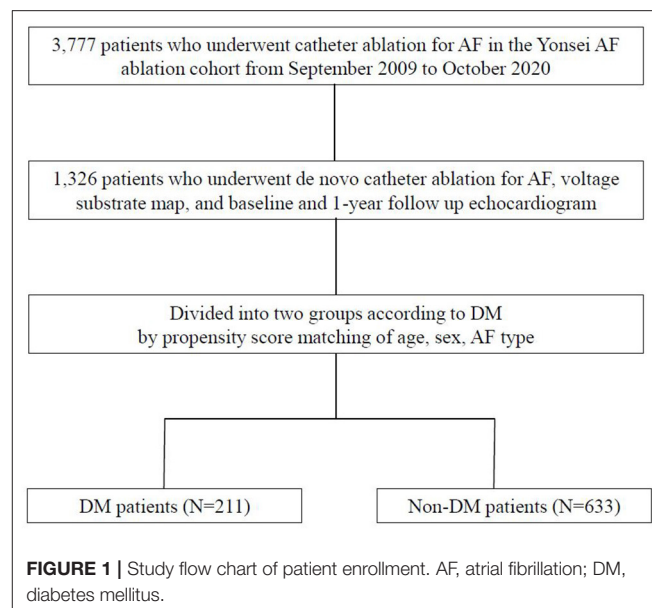 3,777 patients who underwent catheter ablation for AF in the Yonsei AF
ablation cohort from September 2009 to October 2020
1,326 patients who underwent de novo catheter ablation for AF, voltage
substrate map, and baseline and 1-year follow up echocardiogram
Divided into two groups according to DM
by propensity score matching of age, sex, AF type
DM patients (N=211)
Non-DM patients (N=633)
FIGURE 1 | Study flow chart of patient enrollment. AF, atrial fibrillation; DM,
diabetes mellitus.